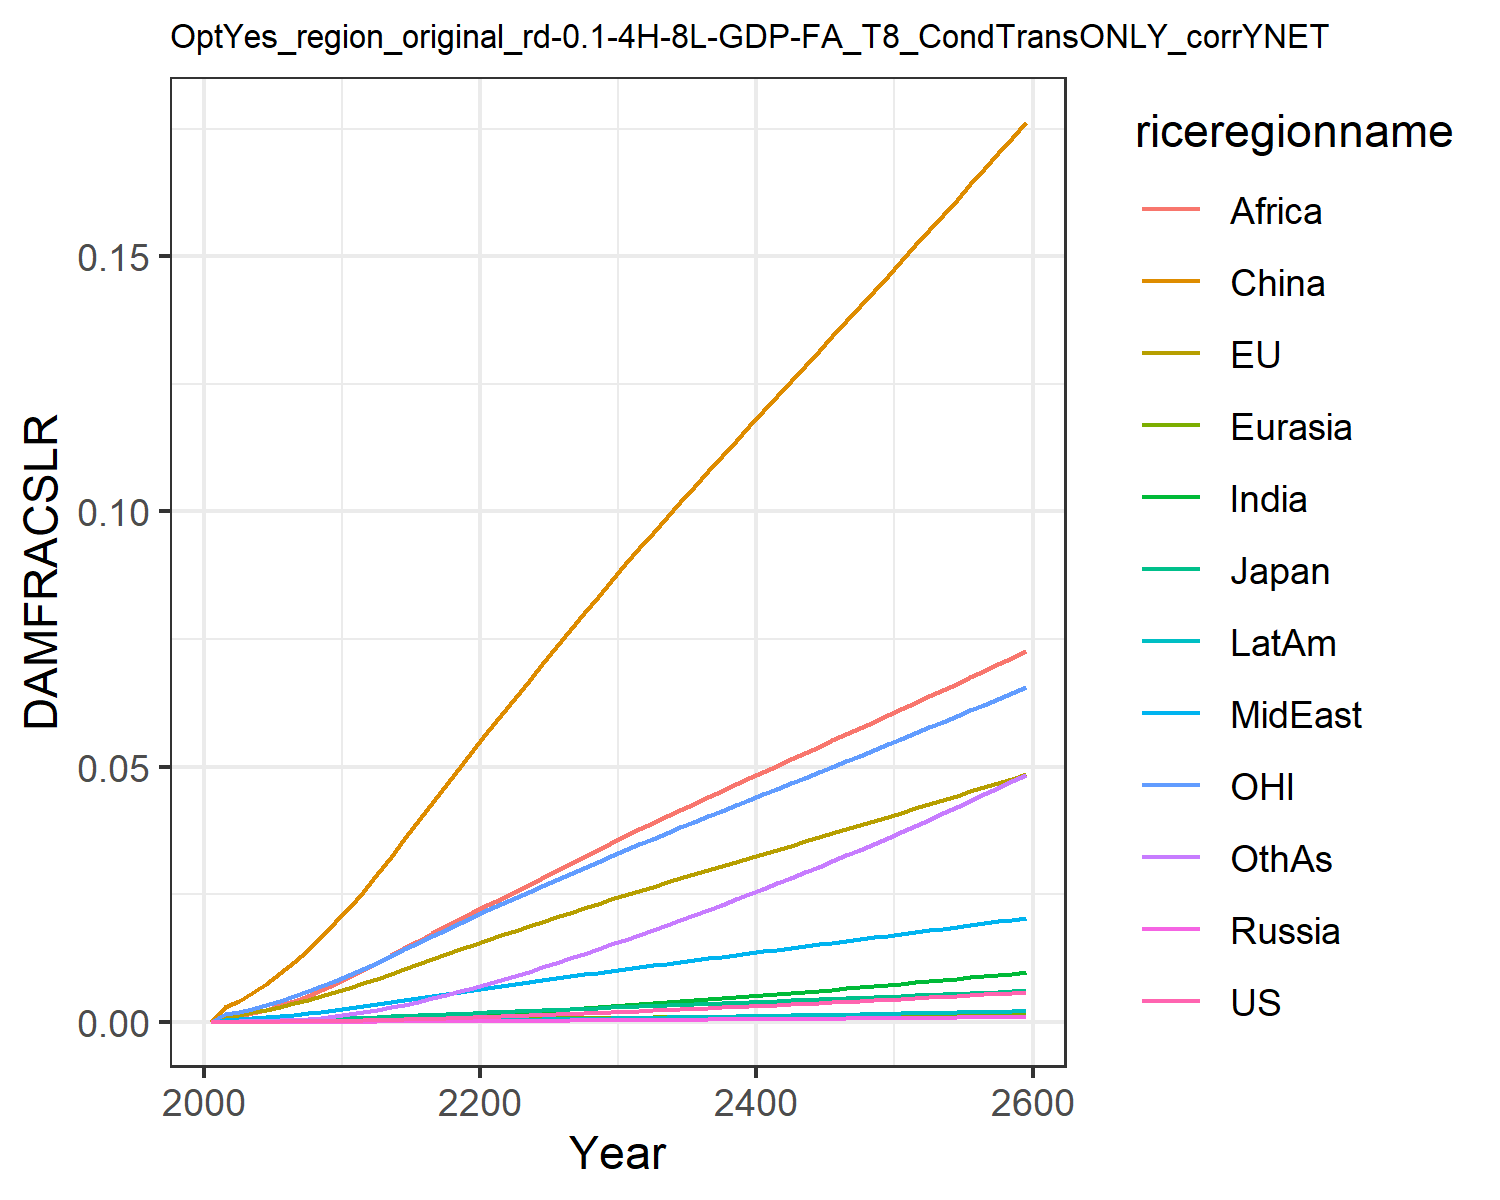 OptYes_region_original_rd-0.1-4H-8L-GDP-FA_T8_CondTransONLY_corrYNET
DAMFRACSLR
0.15
0.10
0.05
0.00
2000
2200
2400
2600
Year
riceregionname
Africa
China
EU
Eurasia
India
Japan
LatAm
MidEast
OHI
OthAs
Russia
US